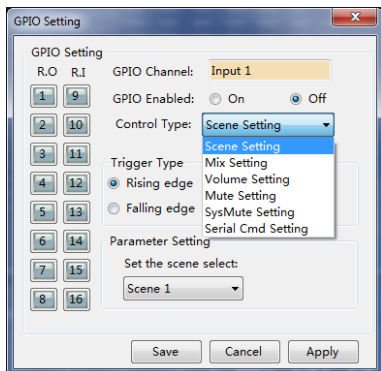 GPIO Setting
x
GPIO Setting
R.O R.I GPIO Channel: Input 1
1 9 GPIO Enabled: On Off
2 10 Control Type: Scene Setting
Scene Setting
3 11 Trigger Type Mix Setting
4 12 Rising edge Volume Setting
Mute Setting
5 13 Falling edge SysMute Setting
Serial Cmd Setting
6 14 Parameter Setting
7 15 Set the scene select:
8 16 Scene 1
Save Cancel Apply